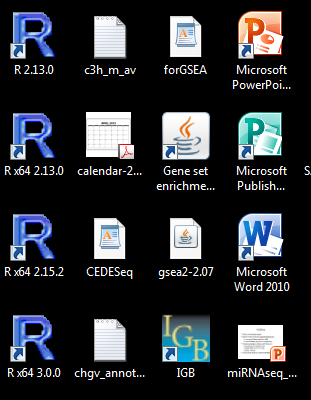 R 2.13.0
c3h_m_av
forGSEA
Microsoft
PowerPoi...
R x64 2.13.0
calendar-2...
Gene set
enrichme...
Microsoft
Publish...
S
R x64 2.15.2
CEDESeq
gsea2-2.07
Microsoft
Word 2010
R x64 3.0.0
chgv_annot...
IGB
IGB
miRNAseq_...